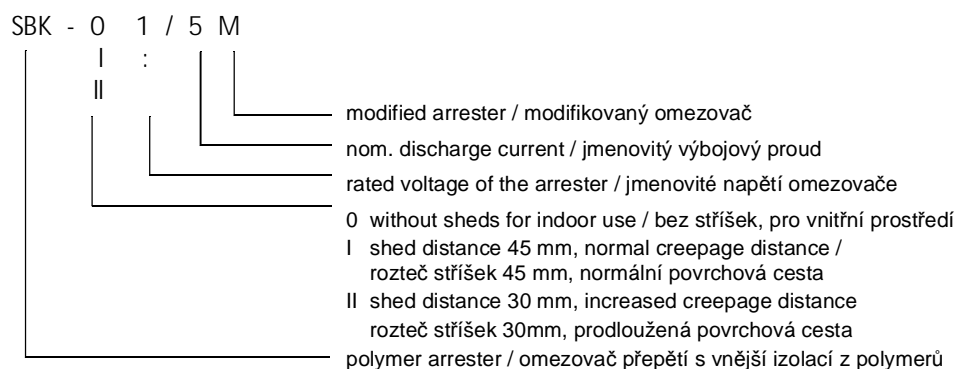 SBK - 0 1 / 5 M
I :
II
modified arrester / modifikovaný omezovač
nom. discharge current / jmenovitý výbojový proud
rated voltage of the arrester / jmenovité napětí omezovače
0 without sheds for indoor use / bez stříšek, pro vnitřní prostředí
I shed distance 45 mm, normal creepage distance /
rozteč stříšek 45 mm, normální povrchová cesta
II shed distance 30 mm, increased creepage distance
rozteč stříšek 30mm, prodloužená povrchová cesta
polymer arrester / omezovač přepětí s vnější izolací z polymerů